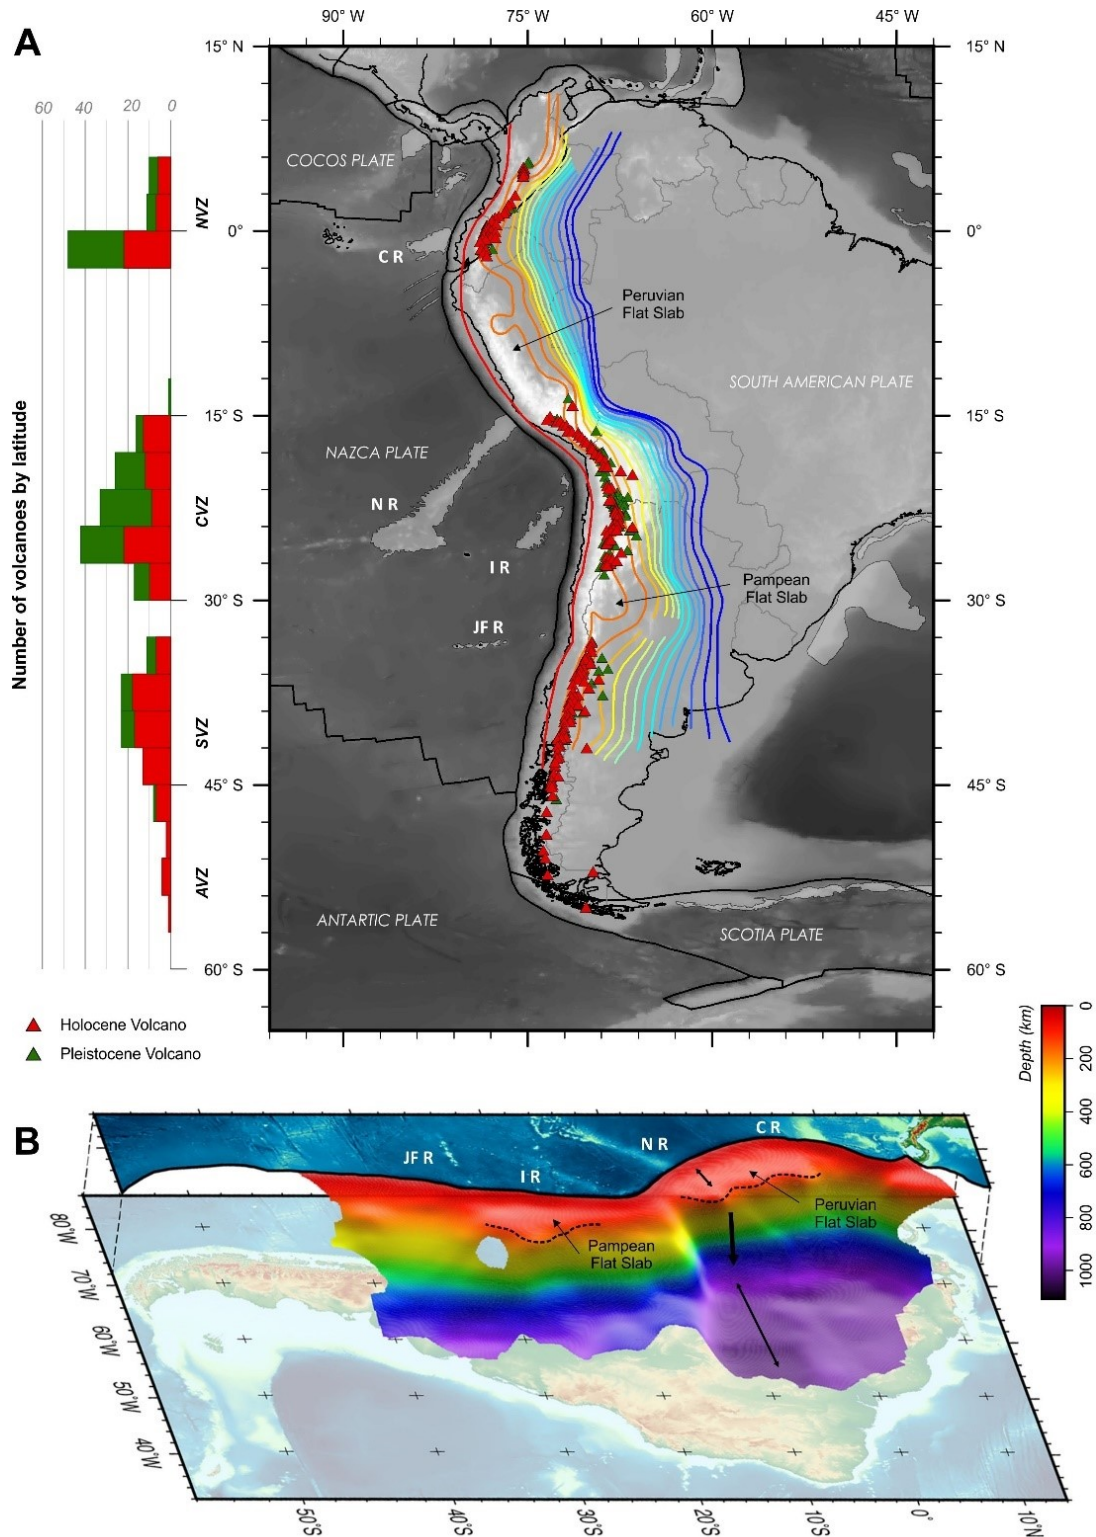 A
90° W
75° W
60° W
45° W
15° N
15° N
60
40
20
0
COCOS PLATE
NVZ
0°
0°
C R
Peruvian
Flat Slab
SOUTH AMERICAN PLATE
15° S
15° S
NAZCA PLATE
Number of volcanoes by latitude
N R
CVZ
I R
Pampean
Flat Slab
30° S
30° S
JF R
SVZ
45° S
45° S
AVZ
ANTARTIC PLATE
SCOTIA PLATE
60° S
60° S
Holocene Volcano
Pleistocene Volcano
Depth (km)
0
200
400
600
800
1000
B
JF R
I R
N R
C R
Peruvian
Flat Slab
Pampean
Flat Slab
80°W
70°W
60°W
50°W
40°W
50°S
40°S
30°S
20°S
10°S
0°
10°N